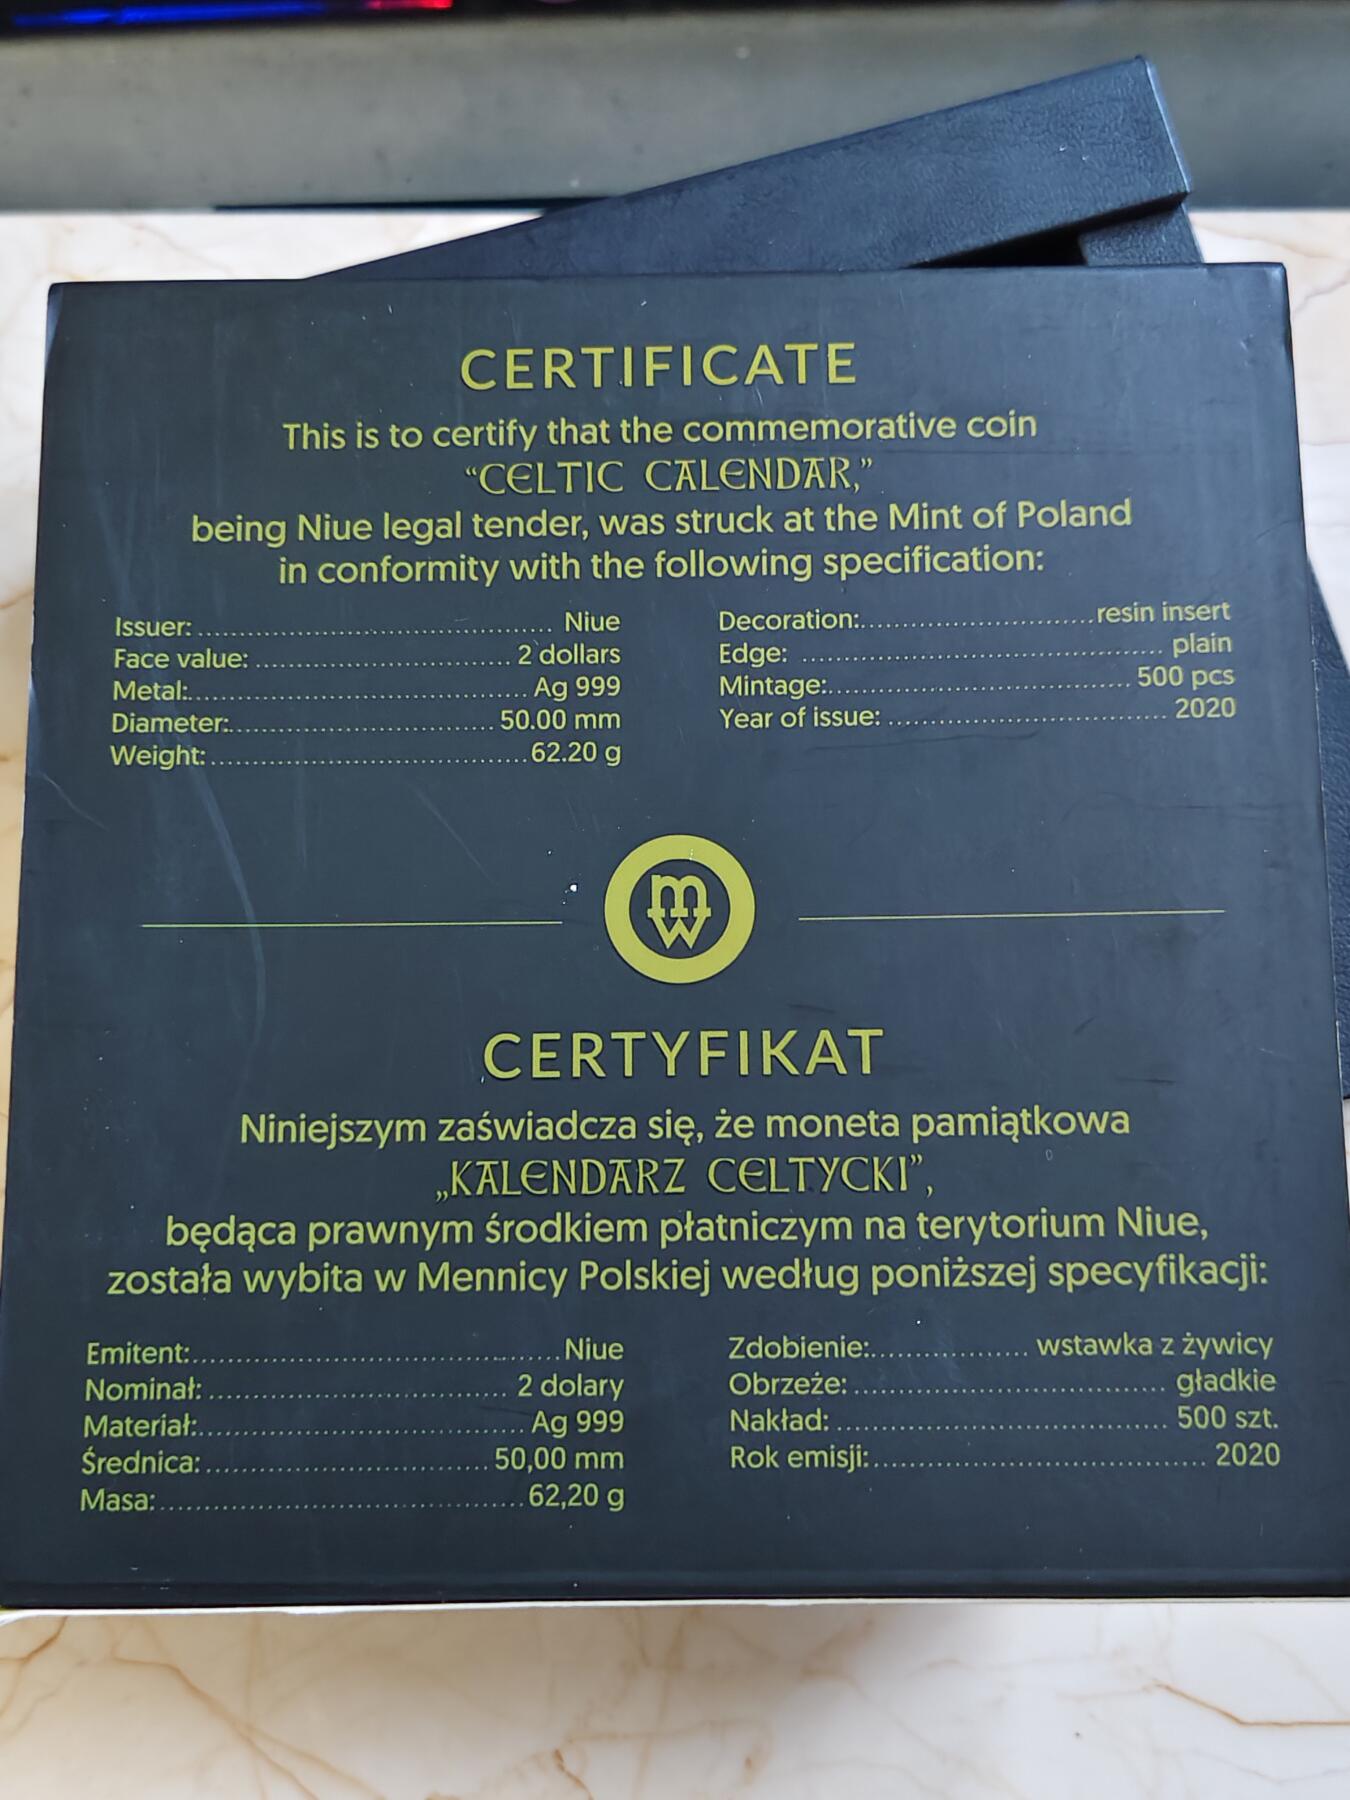 CERTIFICATE
This is to certify that the commemorative coin
“CELTIC CALENDAR,”
being Niue legal tender, was struck at the Mint of Poland
in conformity with the following specification:
Issuer: ........................................ Niue
Face value: ............................. 2 dollars
Metal: ...................................... Ag 999
Diameter: .............................. 50.00 mm
Weight: ................................... 62.20 g
Decoration: .......................... resin insert
Edge: ......................................... plain
Mintage: .................................. 500 pcs
Year of issue: ............................... 2020
mw
CERTYFIKAT
Niniejszym zaświadcza się, że moneta pamiątkowa
„KALENDARZ CELTYCKI”,
będąca prawnym środkiem płatniczym na terytorium Niue,
została wybita w Mennicy Polskiej według poniższej specyfikacji:
Emitent: ......................................... Niue
Nominał: ................................. 2 dolary
Materiał: ..................................... Ag 999
Średnica: ................................ 50,00 mm
Masa: ........................................ 62,20 g
Zdobienie: ................. wstawka z żywicy
Obrzeże: .................................. gładkie
Nakład: .................................... 500 szt.
Rok emisji: .................................... 2020